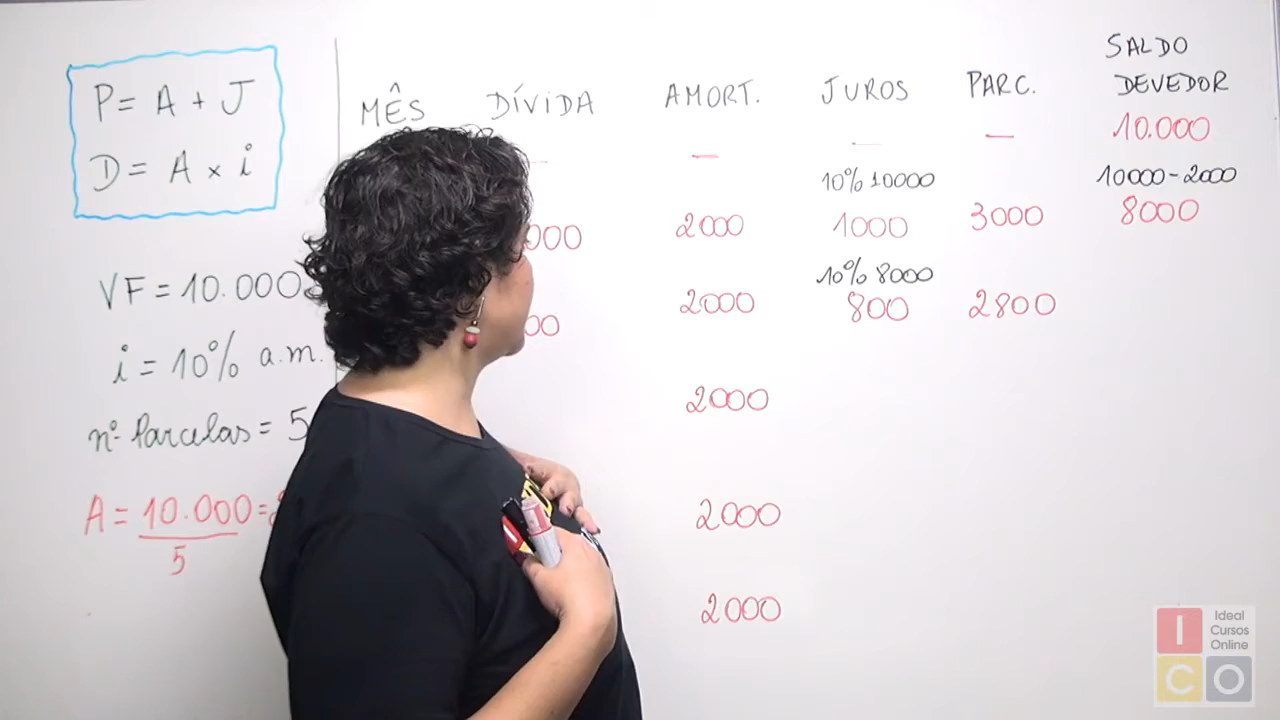 P = A + J
D = A x i
VF = 10.000
i = 10% a.m.
nº Parcelas = 5
A = 10.000 =
5
MÊS DÍVIDA AMORT. JUROS PARC. SALDO DEVEDOR
— — — — 10.000
10% 10000 10000-2000
000 2000 1000 3000 8000
10% 8000
00 2000 800 2800
2000
2000
2000
I
C O
Ideal
Cursos
Online